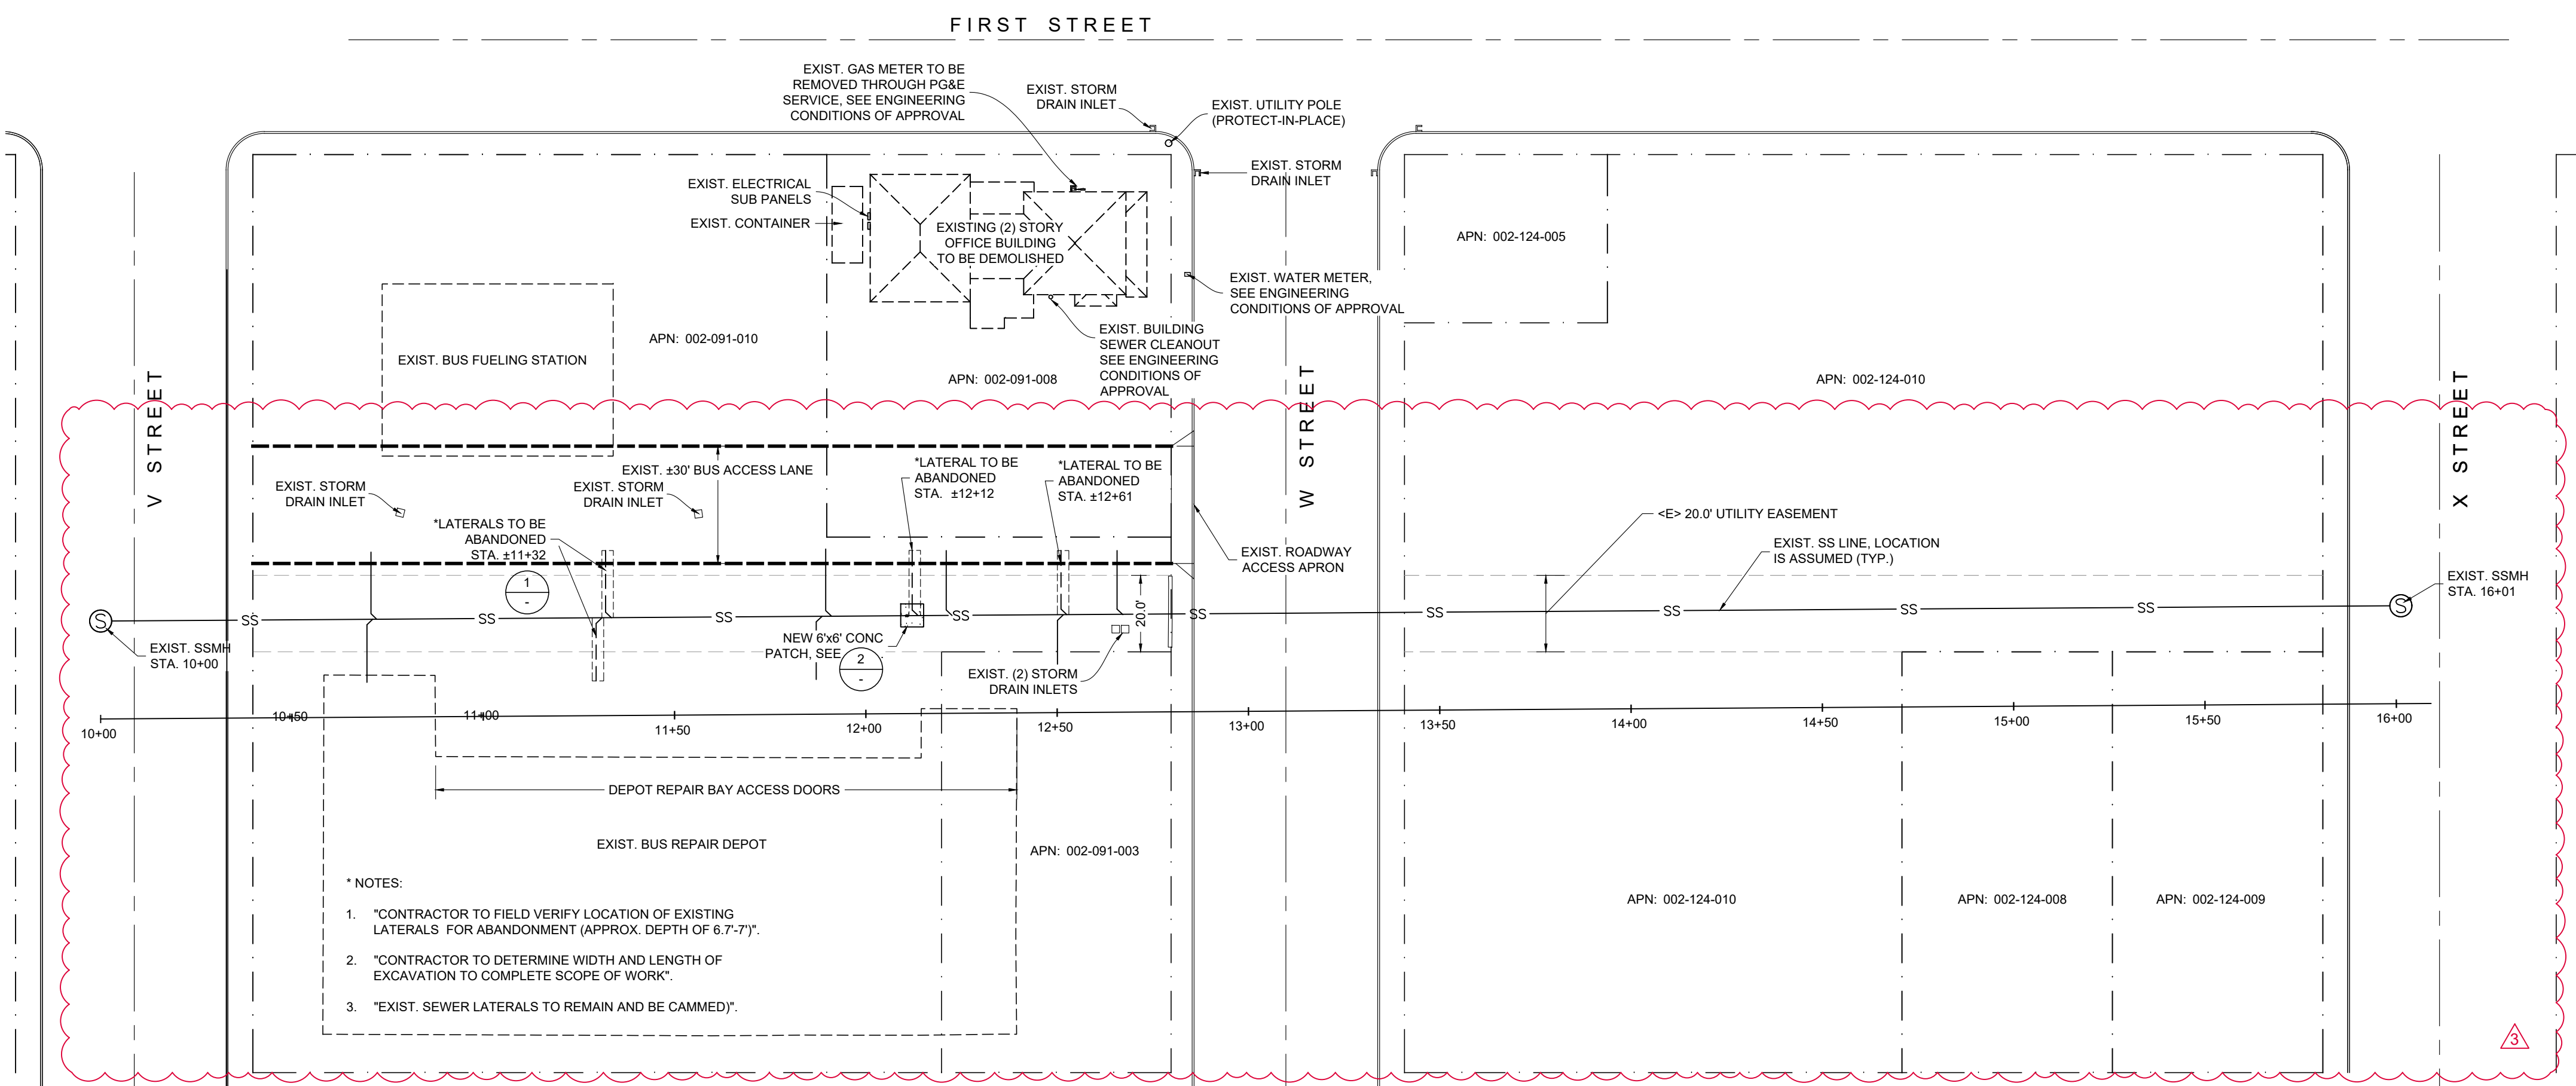 FIRST STREET
EXIST. GAS METER TO BE
REMOVED THROUGH PG&E
SERVICE, SEE ENGINEERING
CONDITIONS OF APPROVAL
EXIST. STORM
DRAIN INLET
EXIST. UTILITY POLE
(PROTECT-IN-PLACE)
EXIST. STORM
DRAIN INLET
EXIST. ELECTRICAL
SUB PANELS
EXIST. CONTAINER
EXISTING (2) STORY
OFFICE BUILDING
TO BE DEMOLISHED
APN: 002-124-005
EXIST. WATER METER,
SEE ENGINEERING
CONDITIONS OF APPROVAL
EXIST. BUILDING
SEWER CLEANOUT
SEE ENGINEERING
CONDITIONS OF
APPROVAL
APN: 002-091-010
EXIST. BUS FUELING STATION
APN: 002-091-008
APN: 002-124-010
V STREET
W STREET
X STREET
EXIST. ±30' BUS ACCESS LANE
*LATERAL TO BE
ABANDONED
STA. ±12+12
*LATERAL TO BE
ABANDONED
STA. ±12+61
EXIST. STORM
DRAIN INLET
EXIST. STORM
DRAIN INLET
*LATERALS TO BE
ABANDONED
STA. ±11+32
<E> 20.0' UTILITY EASEMENT
EXIST. SS LINE, LOCATION
IS ASSUMED (TYP.)
EXIST. ROADWAY
ACCESS APRON
EXIST. SSMH
STA. 16+01
1
-
20.0'
S
SS
SS
SS
SS
SS
SS
SS
SS
SS
S
EXIST. SSMH
STA. 10+00
NEW 6'x6' CONC
PATCH, SEE
2
-
EXIST. (2) STORM
DRAIN INLETS
10+00
10+50
11+00
11+50
12+00
12+50
13+00
13+50
14+00
14+50
15+00
15+50
16+00
DEPOT REPAIR BAY ACCESS DOORS
EXIST. BUS REPAIR DEPOT
APN: 002-091-003
APN: 002-124-010
APN: 002-124-008
APN: 002-124-009
* NOTES:
1. "CONTRACTOR TO FIELD VERIFY LOCATION OF EXISTING
LATERALS FOR ABANDONMENT (APPROX. DEPTH OF 6.7'-7')".
2. "CONTRACTOR TO DETERMINE WIDTH AND LENGTH OF
EXCAVATION TO COMPLETE SCOPE OF WORK".
3. "EXIST. SEWER LATERALS TO REMAIN AND BE CAMMED)".
3